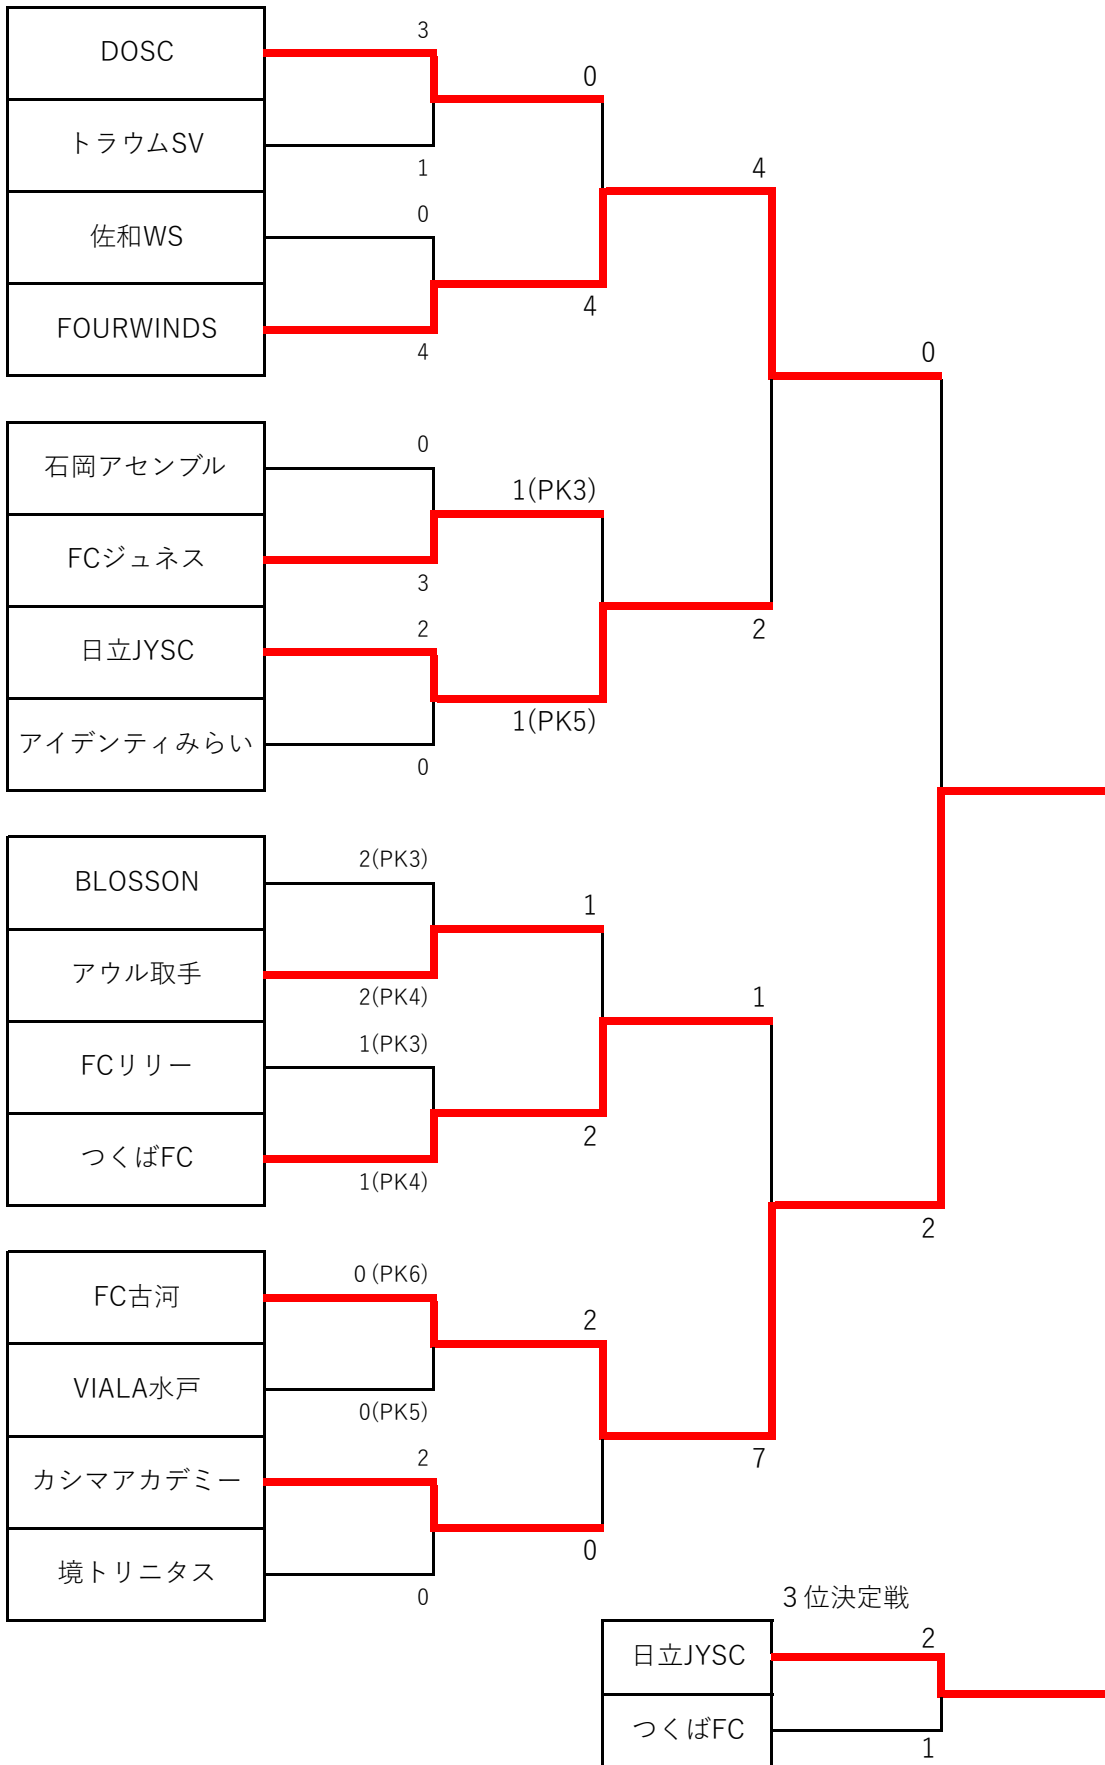 DOSC
3
0
トラウムSV
1
4
佐和WS
0
FOURWINDS
4
4
0
石岡アセンブル
0
1(PK3)
FCジュネス
3
日立JYSC
2
2
1(PK5)
アイデンティみらい
0
BLOSSON
2(PK3)
1
アウル取手
2(PK4)
1
FCリリー
1(PK3)
2
つくばFC
1(PK4)
2
FC古河
0 (PK6)
2
VIALA水戸
0(PK5)
カシマアカデミー
2
7
0
境トリニタス
0
3位決定戦
日立JYSC
2
つくばFC
1